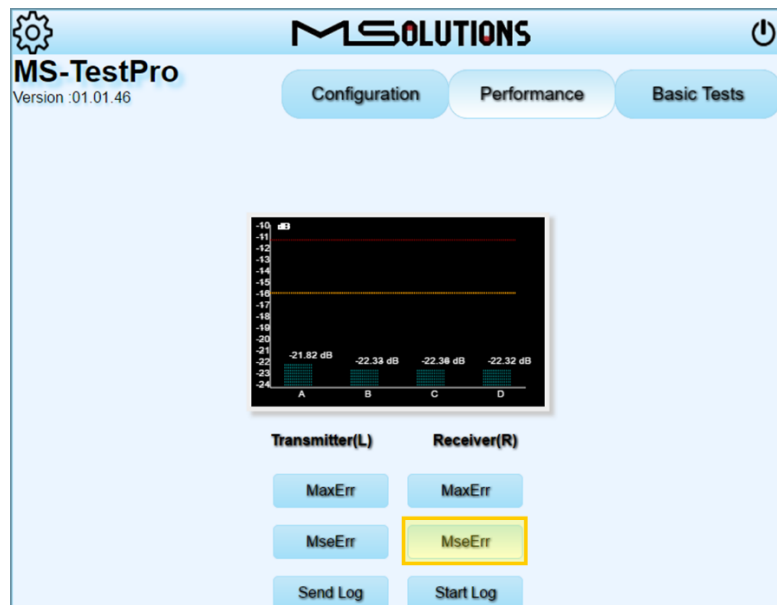 MSOLUTIONS
MS-TestPro
Version :01.01.46
Configuration Performance Basic Tests
dB
-10
-11
-12
-13
-14
-15
-16
-17
-18
-19
-20
-21
-22
-23
-24
-21.82 dB -22.33 dB -22.36 dB -22.32 dB
A B C D
Transmitter(L) Receiver(R)
MaxErr MaxErr
MseErr MseErr
Send Log Start Log